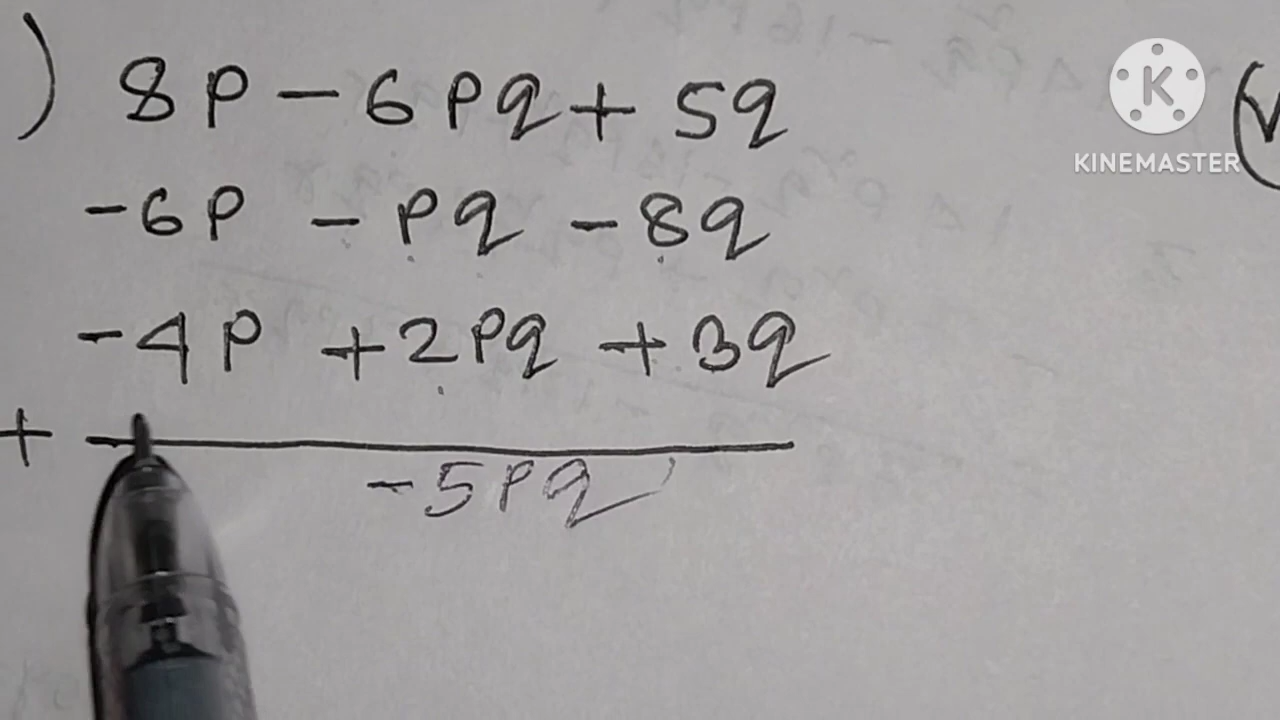 ) 8p - 6pq + 5q
-6p - pq - 8q
-4p + 2pq + 3q
+
-5pq
K
KINEMASTER